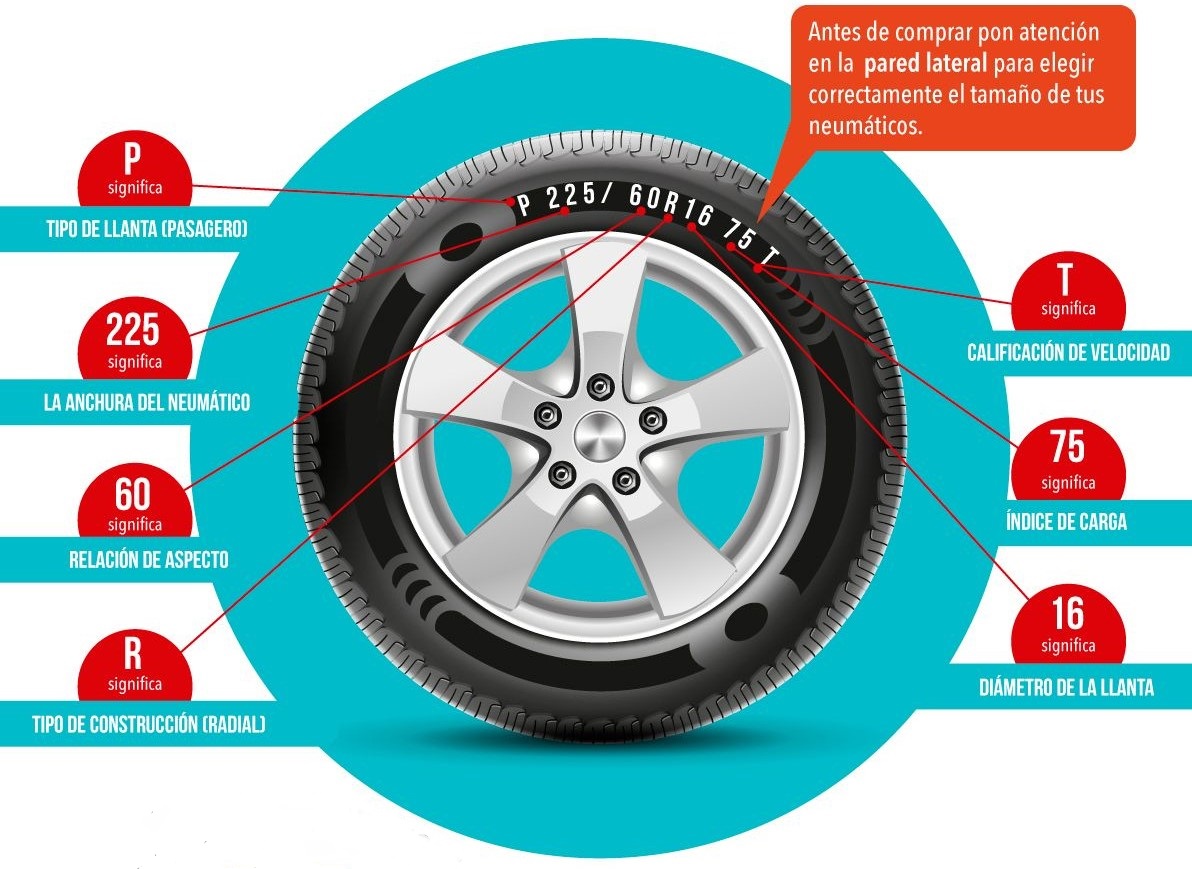 Antes de comprar pon atención
en la pared lateral para elegir
correctamente el tamaño de tus
neumáticos.
P 225/ 60R16 75 T
P
significa
TIPO DE LLANTA (PASAGERO)
225
significa
LA ANCHURA DEL NEUMÁTICO
60
significa
RELACIÓN DE ASPECTO
R
significa
TIPO DE CONSTRUCCIÓN (RADIAL)
T
significa
CALIFICACIÓN DE VELOCIDAD
75
significa
ÍNDICE DE CARGA
16
significa
DIÁMETRO DE LA LLANTA